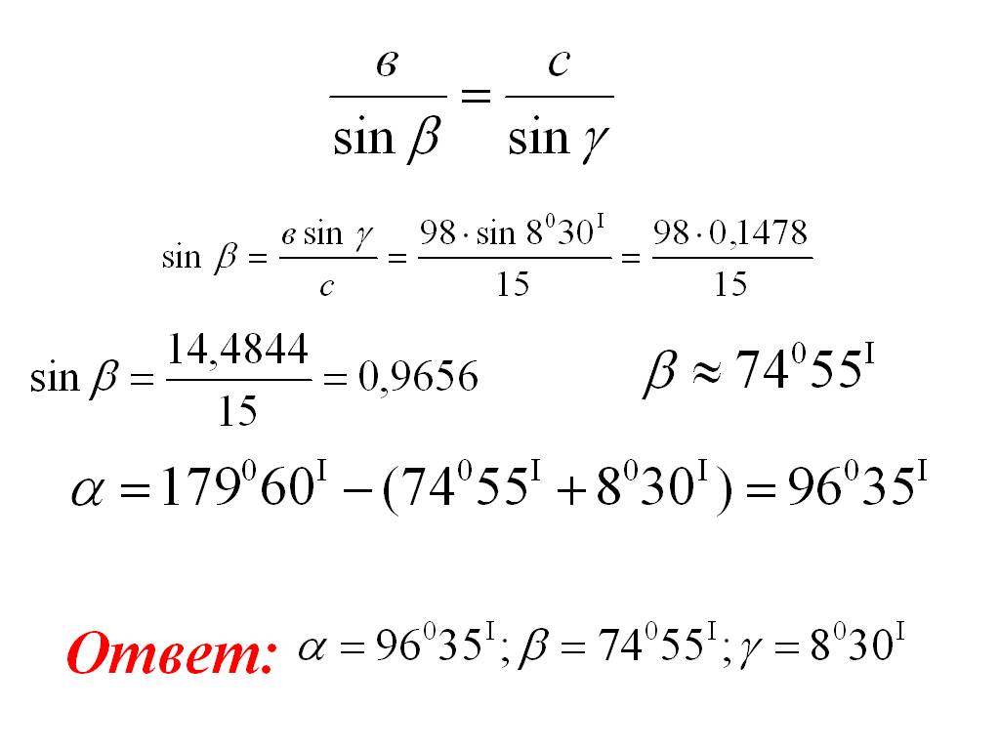 в/sin β = c/sin γ
sin β = в sin γ/c = 98·sin 8⁰30ᴵ/15 = 98·0,1478/15
sin β = 14,4844/15 = 0,9656 β ≈ 74⁰55ᴵ
α = 179⁰60ᴵ − (74⁰55ᴵ + 8⁰30ᴵ) = 96⁰35ᴵ
Ответ: α = 96⁰35ᴵ; β = 74⁰55ᴵ; γ = 8⁰30ᴵ